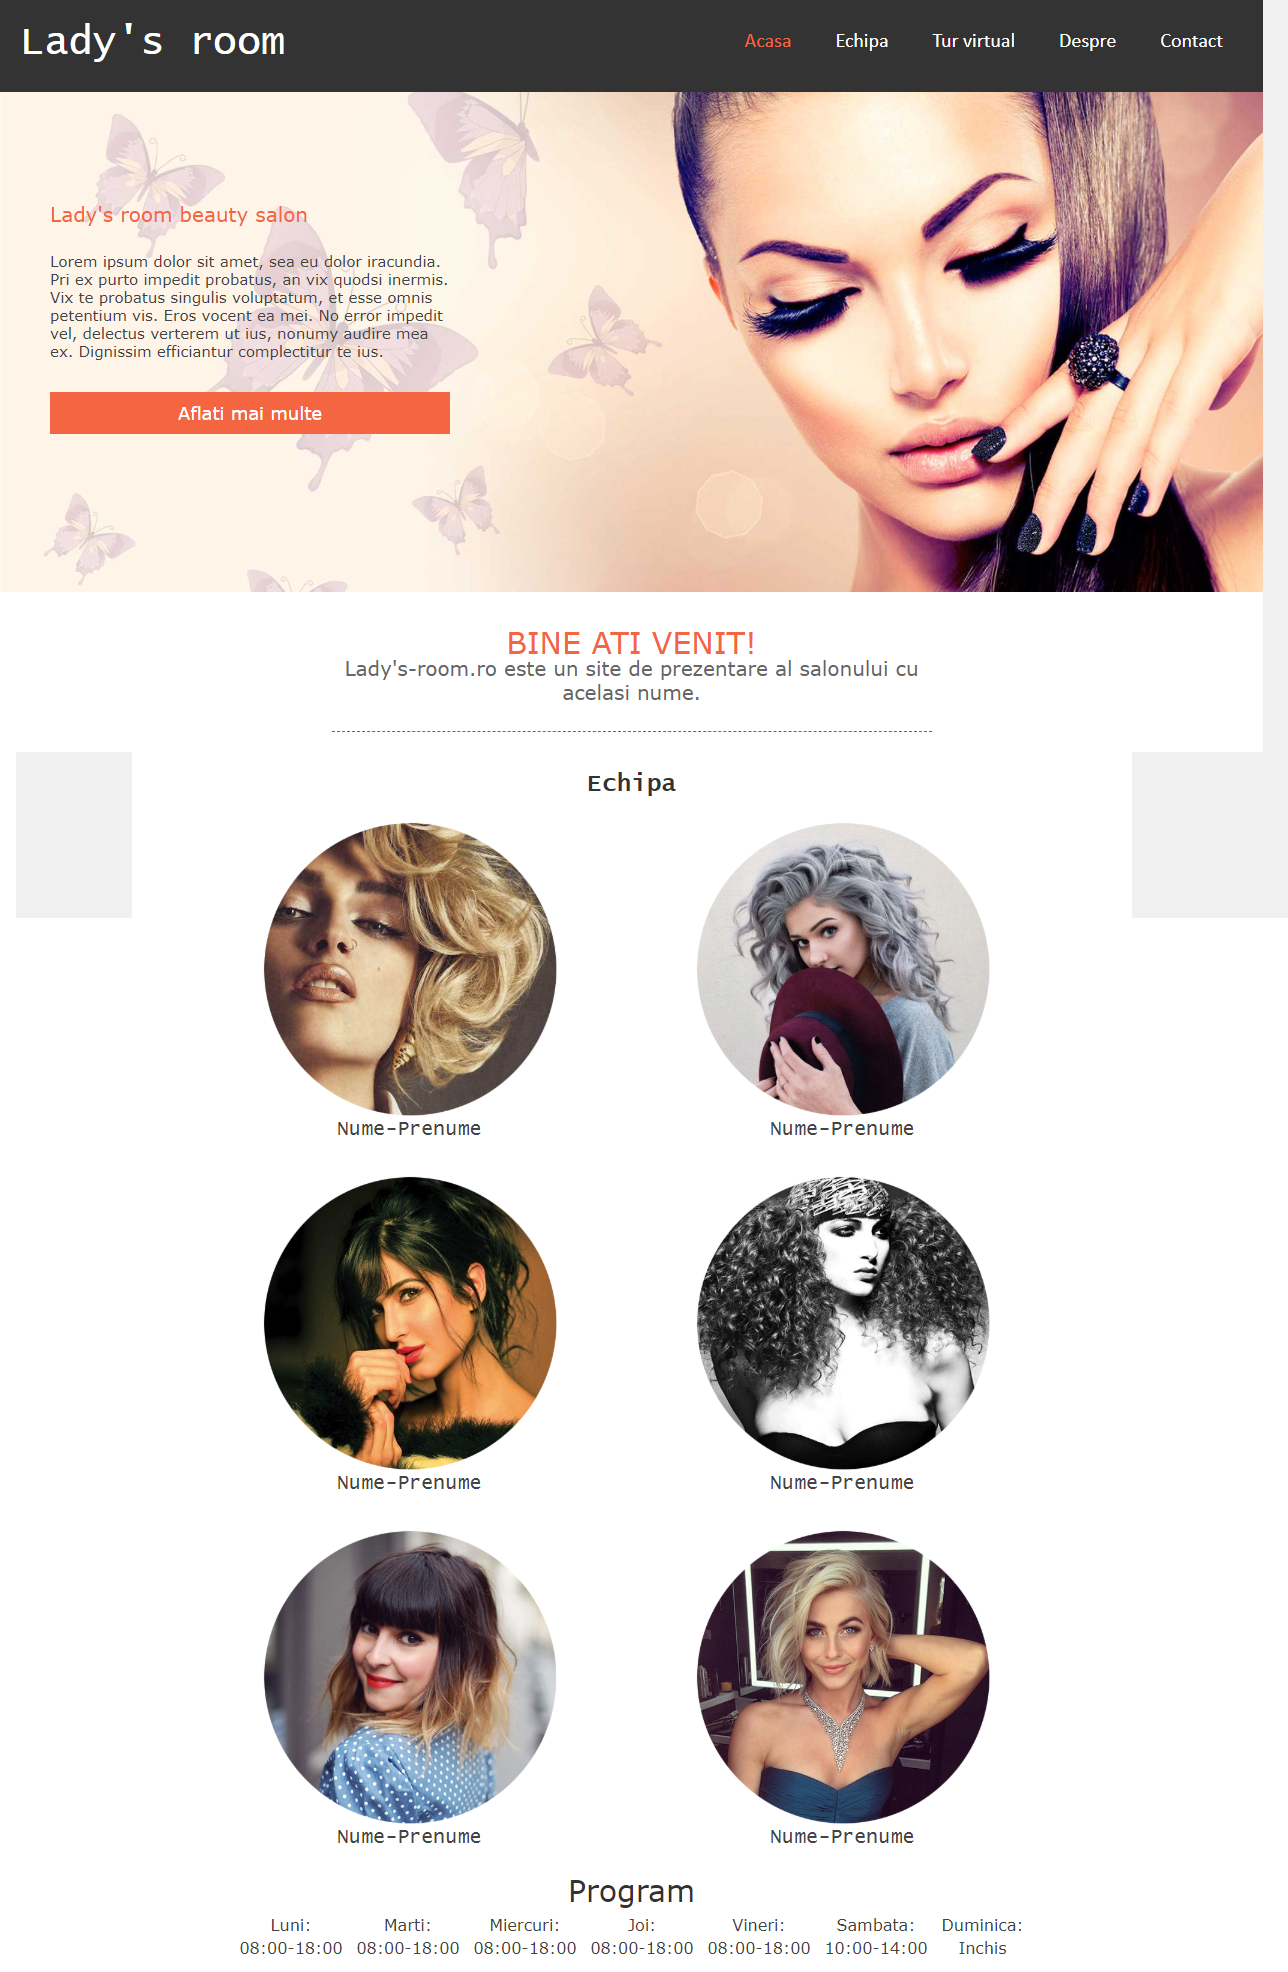 Lady's room
Acasa Echipa Tur virtual Despre Contact
Lady's room beauty salon
Lorem ipsum dolor sit amet, sea eu dolor iracundia.
Pri ex purto impedit probatus, an vix quodsi inermis.
Vix te probatus singulis voluptatum, et esse omnis
petentium vis. Eros vocent ea mei. No error impedit
vel, delectus verterem ut ius, nonumy audire mea
ex. Dignissim efficiantur complectitur te ius.
Aflati mai multe
BINE ATI VENIT!
Lady's-room.ro este un site de prezentare al salonului cu
acelasi nume.
Echipa
Nume-Prenume Nume-Prenume
Nume-Prenume Nume-Prenume
Nume-Prenume Nume-Prenume
Program
Luni: Marti: Miercuri: Joi: Vineri: Sambata: Duminica:
08:00-18:00 08:00-18:00 08:00-18:00 08:00-18:00 08:00-18:00 10:00-14:00 Inchis